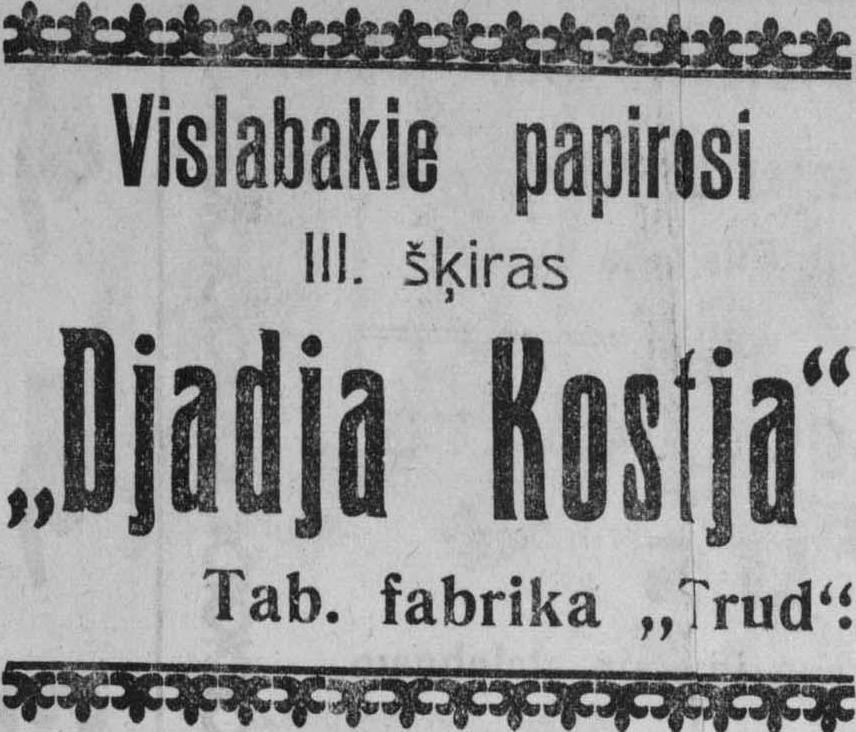 Vislabakie papirosi
III. šķiras
„Djadja Kostja“
Tab. fabrika „Trud“.